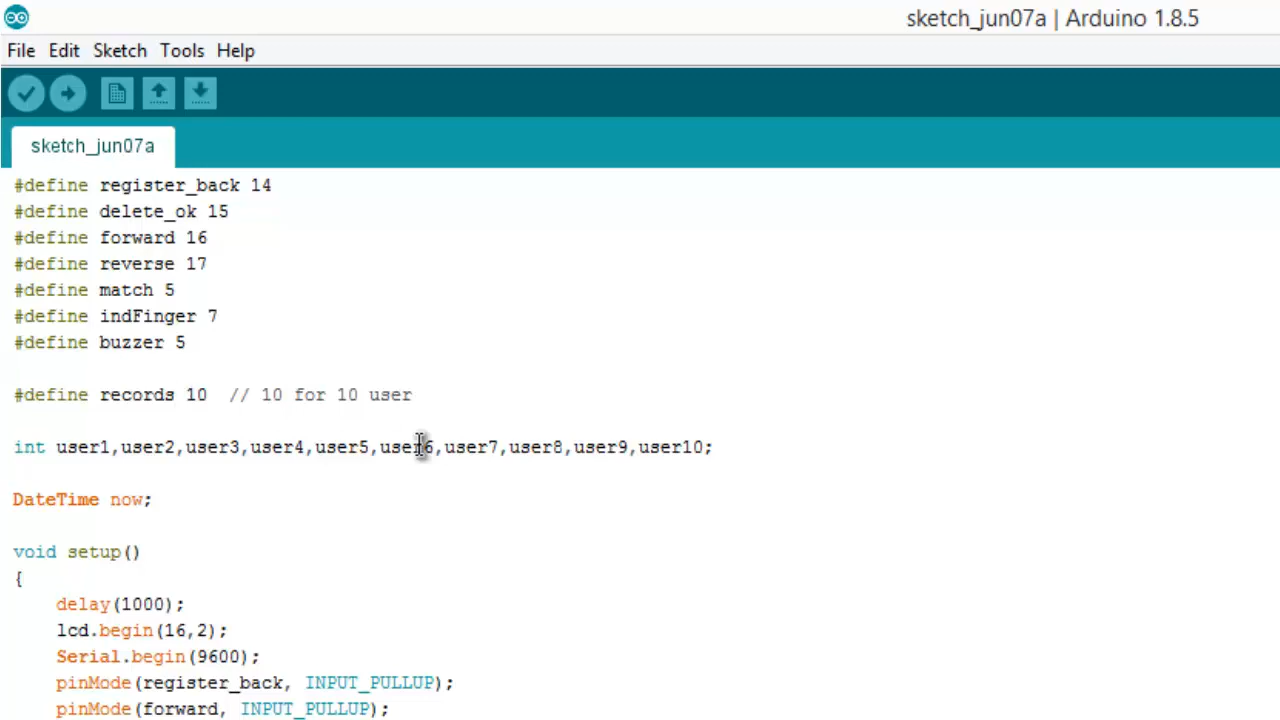 sketch_jun07a | Arduino 1.8.5
File Edit Sketch Tools Help
sketch_jun07a
#define register_back 14
#define delete_ok 15
#define forward 16
#define reverse 17
#define match 5
#define indFinger 7
#define buzzer 5
#define records 10  // 10 for 10 user
int user1,user2,user3,user4,user5,user6,user7,user8,user9,user10;
DateTime now;
void setup()
{
delay(1000);
lcd.begin(16,2);
Serial.begin(9600);
pinMode(register_back, INPUT_PULLUP);
pinMode(forward, INPUT_PULLUP);